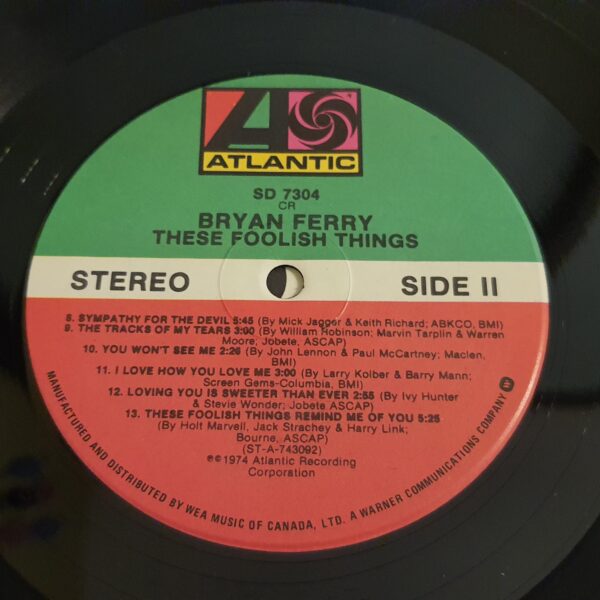 ATLANTIC
SD 7304
CR
BRYAN FERRY
THESE FOOLISH THINGS
STEREO
SIDE II
8. SYMPATHY FOR THE DEVIL 5:45 (By Mick Jagger & Keith Richard; ABKCO, BMI)
9. THE TRACKS OF MY TEARS 3:00 (By William Robinson; Marvin Tarplin & Warren
Moore; Jobete, ASCAP)
10. YOU WON'T SEE ME 2:26 (By John Lennon & Paul McCartney; Maclen,
BMI)
11. I LOVE HOW YOU LOVE ME 3:00 (By Larry Kolber & Barry Mann;
Screen Gems-Columbia, BMI)
12. LOVING YOU IS SWEETER THAN EVER 2:55 (By Ivy Hunter
& Stevie Wonder; Jobete ASCAP)
13. THESE FOOLISH THINGS REMIND ME OF YOU 5:25
(By Holt Marvell, Jack Strachey & Harry Link;
Bourne, ASCAP)
(ST-A-743092)
℗©1974 Atlantic Recording
Corporation
MANUFACTURED AND DISTRIBUTED BY WEA MUSIC OF CANADA, LTD. A WARNER COMMUNICATIONS COMPANY